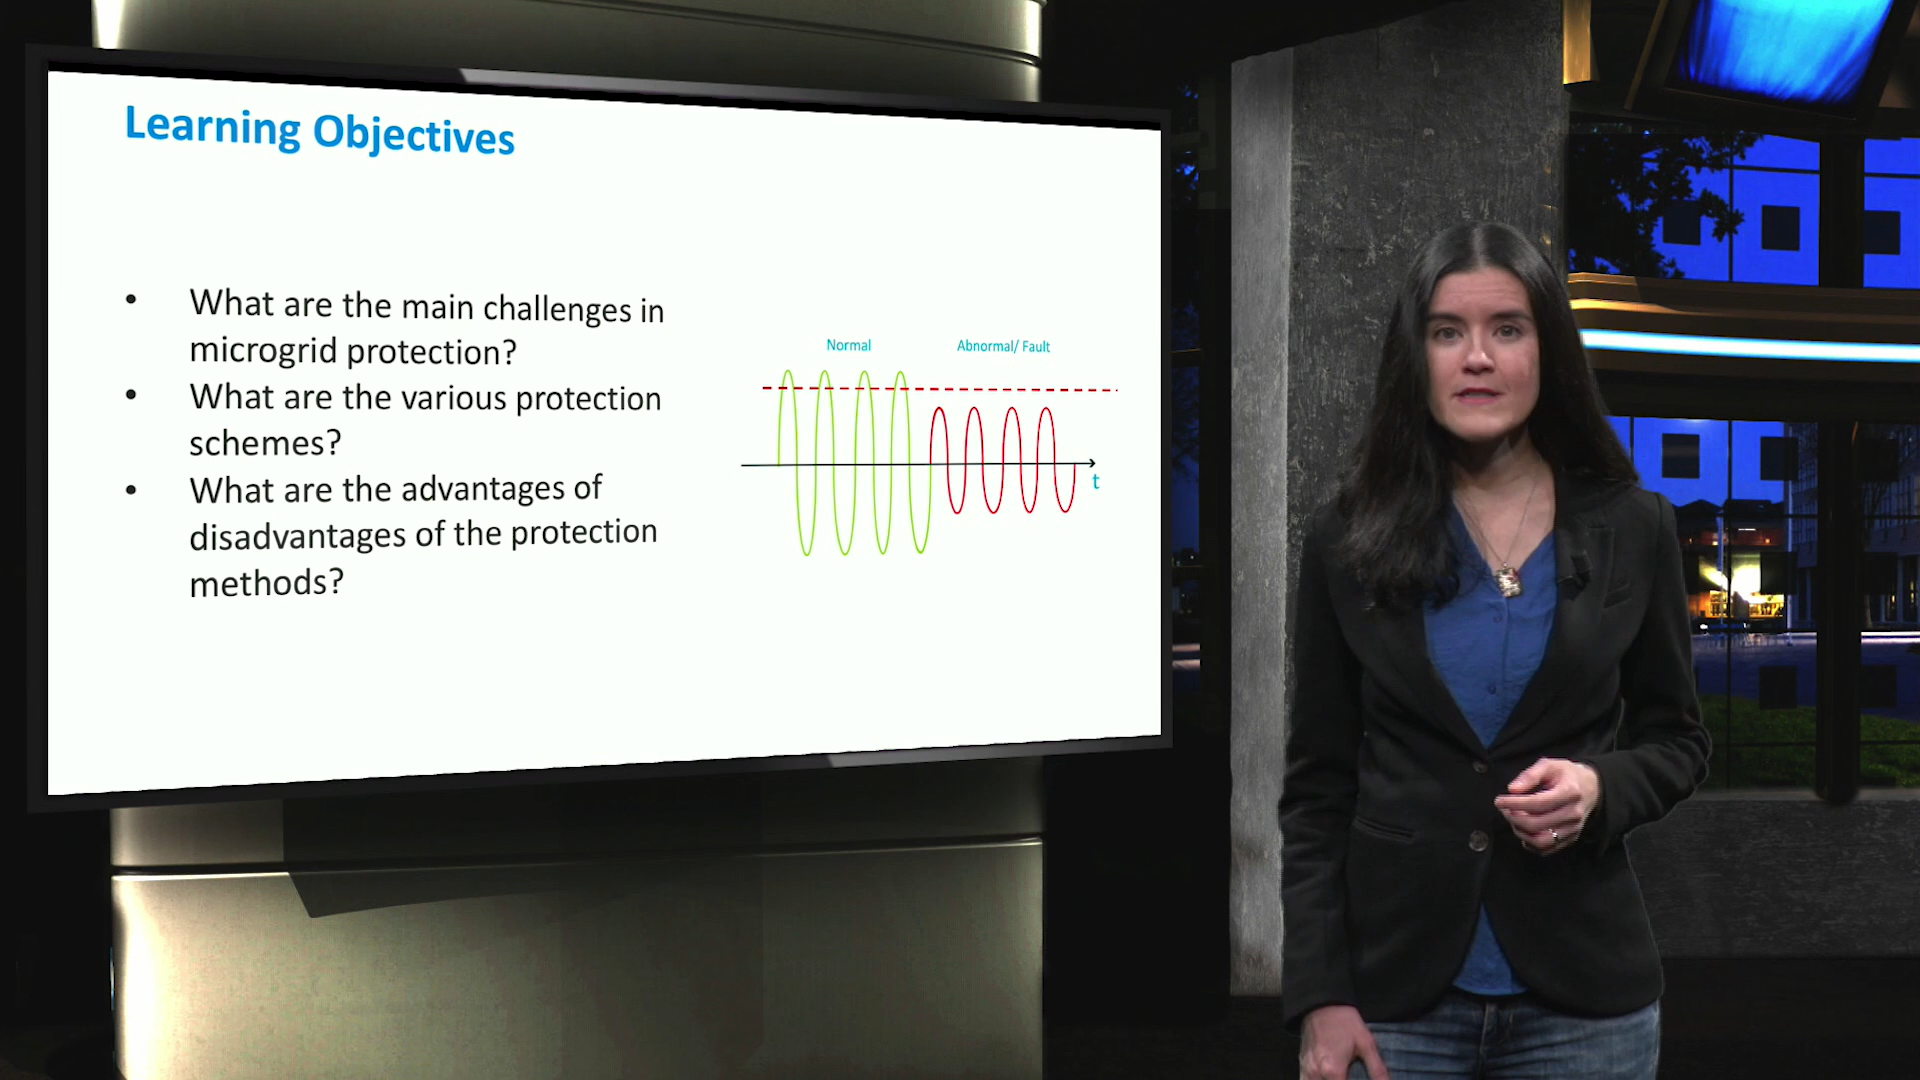 Learning Objectives
• What are the main challenges in
microgrid protection?
• What are the various protection
schemes?
• What are the advantages of
disadvantages of the protection
methods?
Normal
Abnormal/ Fault
t